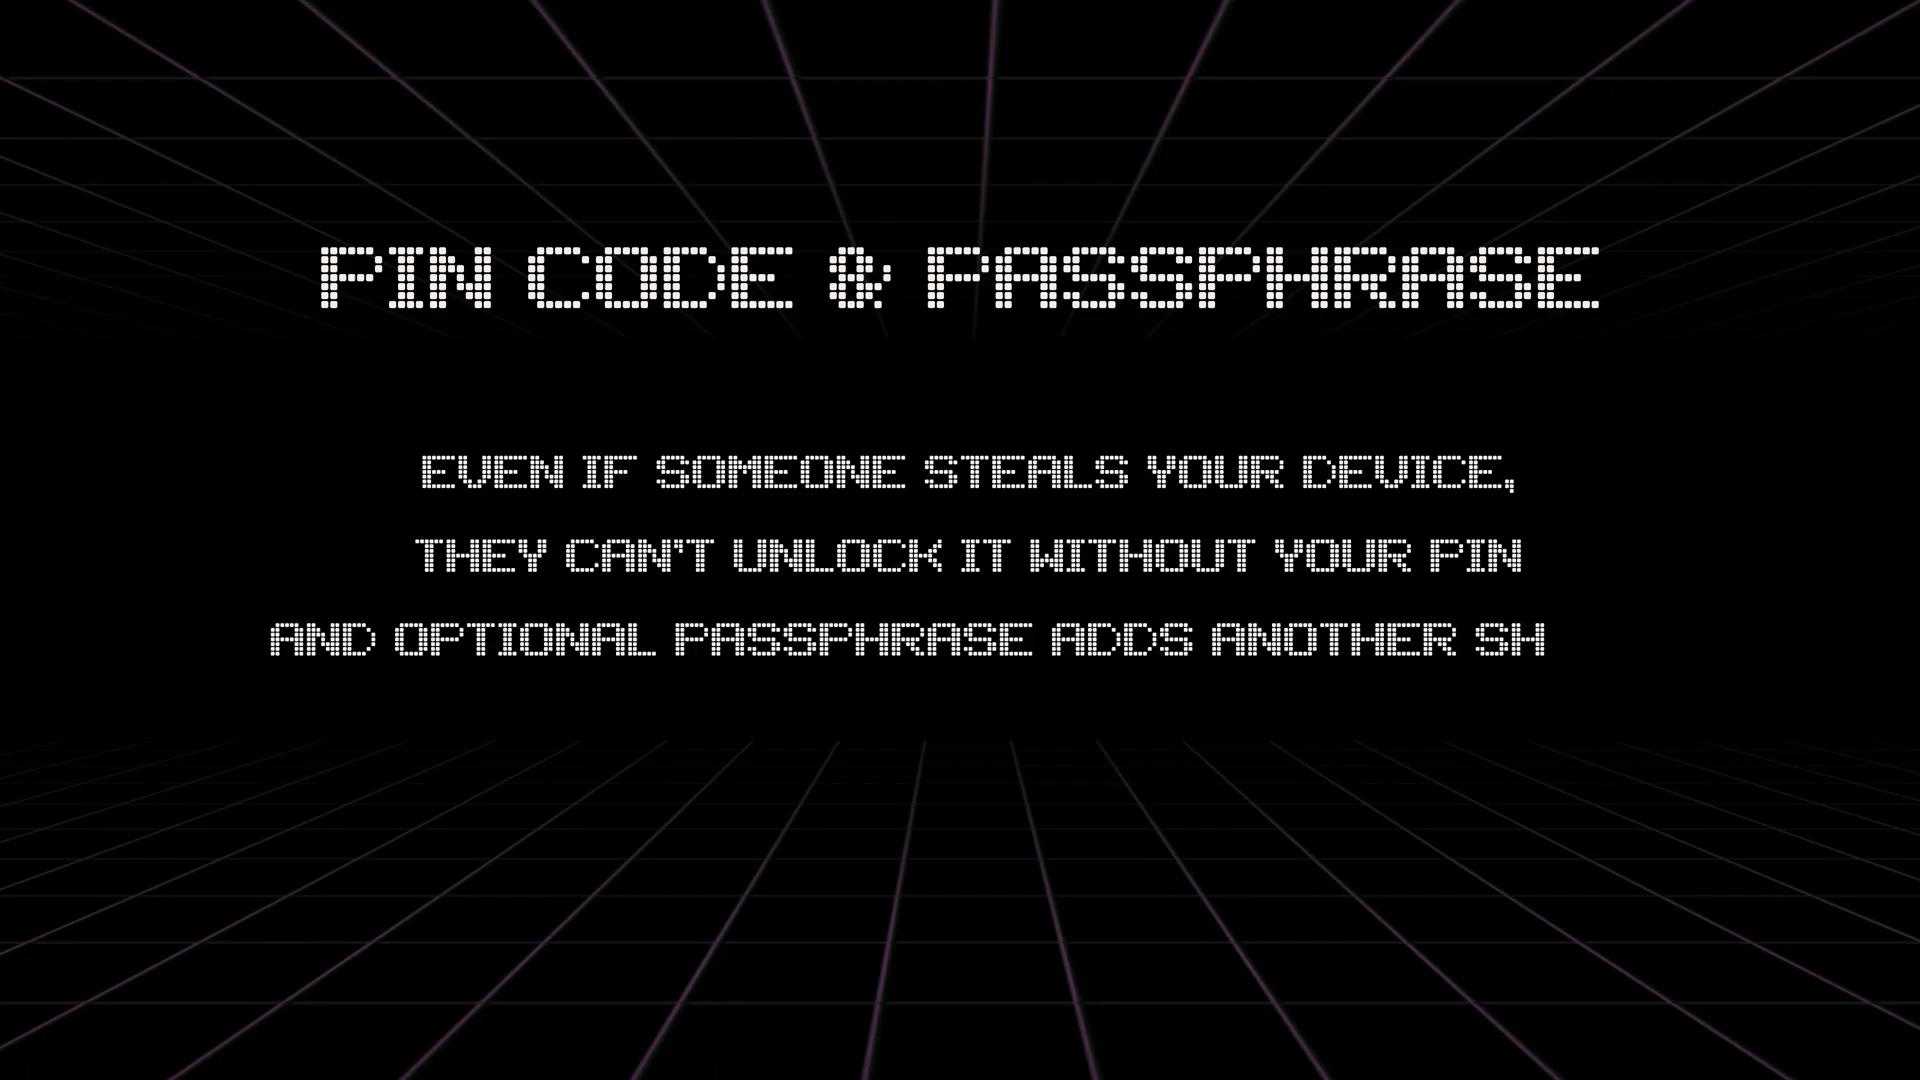 PIN CODE & PASSPHRASE
EVEN IF SOMEONE STEALS YOUR DEVICE,
THEY CAN'T UNLOCK IT WITHOUT YOUR PIN
AND OPTIONAL PASSPHRASE ADDS ANOTHER SH